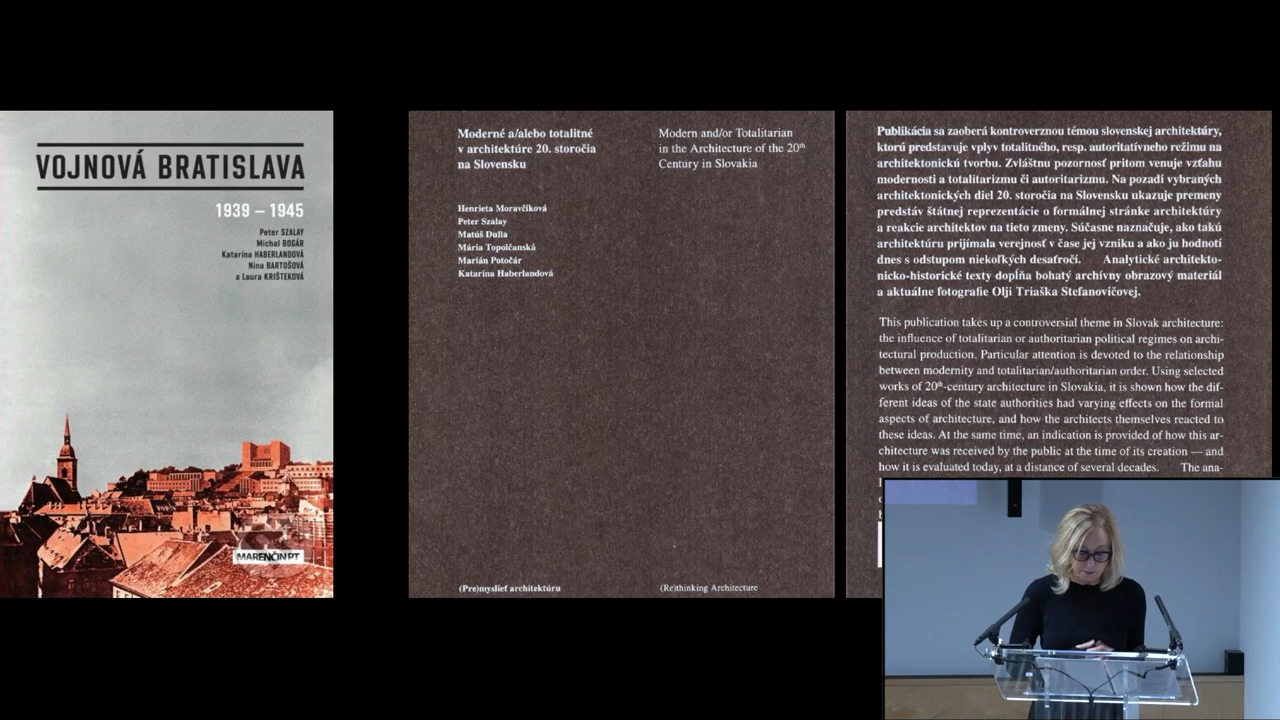 VOJNOVÁ BRATISLAVA
1939 – 1945
Peter SZALAY
Michal BOGÁR
Katarína HABERLANDOVÁ
Nina BARTOŠOVÁ
a Laura KRIŠTEKOVÁ
MARENČIN PT
Moderné a/alebo totalitné
v architektúre 20. storočia
na Slovensku
Modern and/or Totalitarian
in the Architecture of the 20th
Century in Slovakia
Henrieta Moravčíková
Peter Szalay
Matúš Dulla
Mária Topolčanská
Marián Potočár
Katarína Haberlandová
(Pre)myslieť architektúru
(Re)thinking Architecture
Publikácia sa zaoberá kontroverznou témou slovenskej architektúry,
ktorú predstavuje vplyv totalitného, resp. autoritatívneho režimu na
architektonickú tvorbu. Zvláštnu pozornosť pritom venuje vzťahu
modernosti a totalitarizmu či autoritarizmu. Na pozadí vybraných
architektonických diel 20. storočia na Slovensku ukazuje premeny
predstáv štátnej reprezentácie o formálnej stránke architektúry
a reakcie architektov na tieto zmeny. Súčasne naznačuje, ako takú
architektúru prijímala verejnosť v čase jej vzniku a ako ju hodnotí
dnes s odstupom niekoľkých desaťročí. Analytické architekto-
nicko-historické texty dopĺňa bohatý archívny obrazový materiál
a aktuálne fotografie Olji Triaška Stefanovičovej.
This publication takes up a controversial theme in Slovak architecture:
the influence of totalitarian or authoritarian political regimes on archi-
tectural production. Particular attention is devoted to the relationship
between modernity and totalitarian/authoritarian order. Using selected
works of 20th-century architecture in Slovakia, it is shown how the dif-
ferent ideas of the state authorities had varying effects on the formal
aspects of architecture, and how the architects themselves reacted to
these ideas. At the same time, an indication is provided of how this ar-
chitecture was received by the public at the time of its creation — and
how it is evaluated today, at a distance of several decades. The ana-